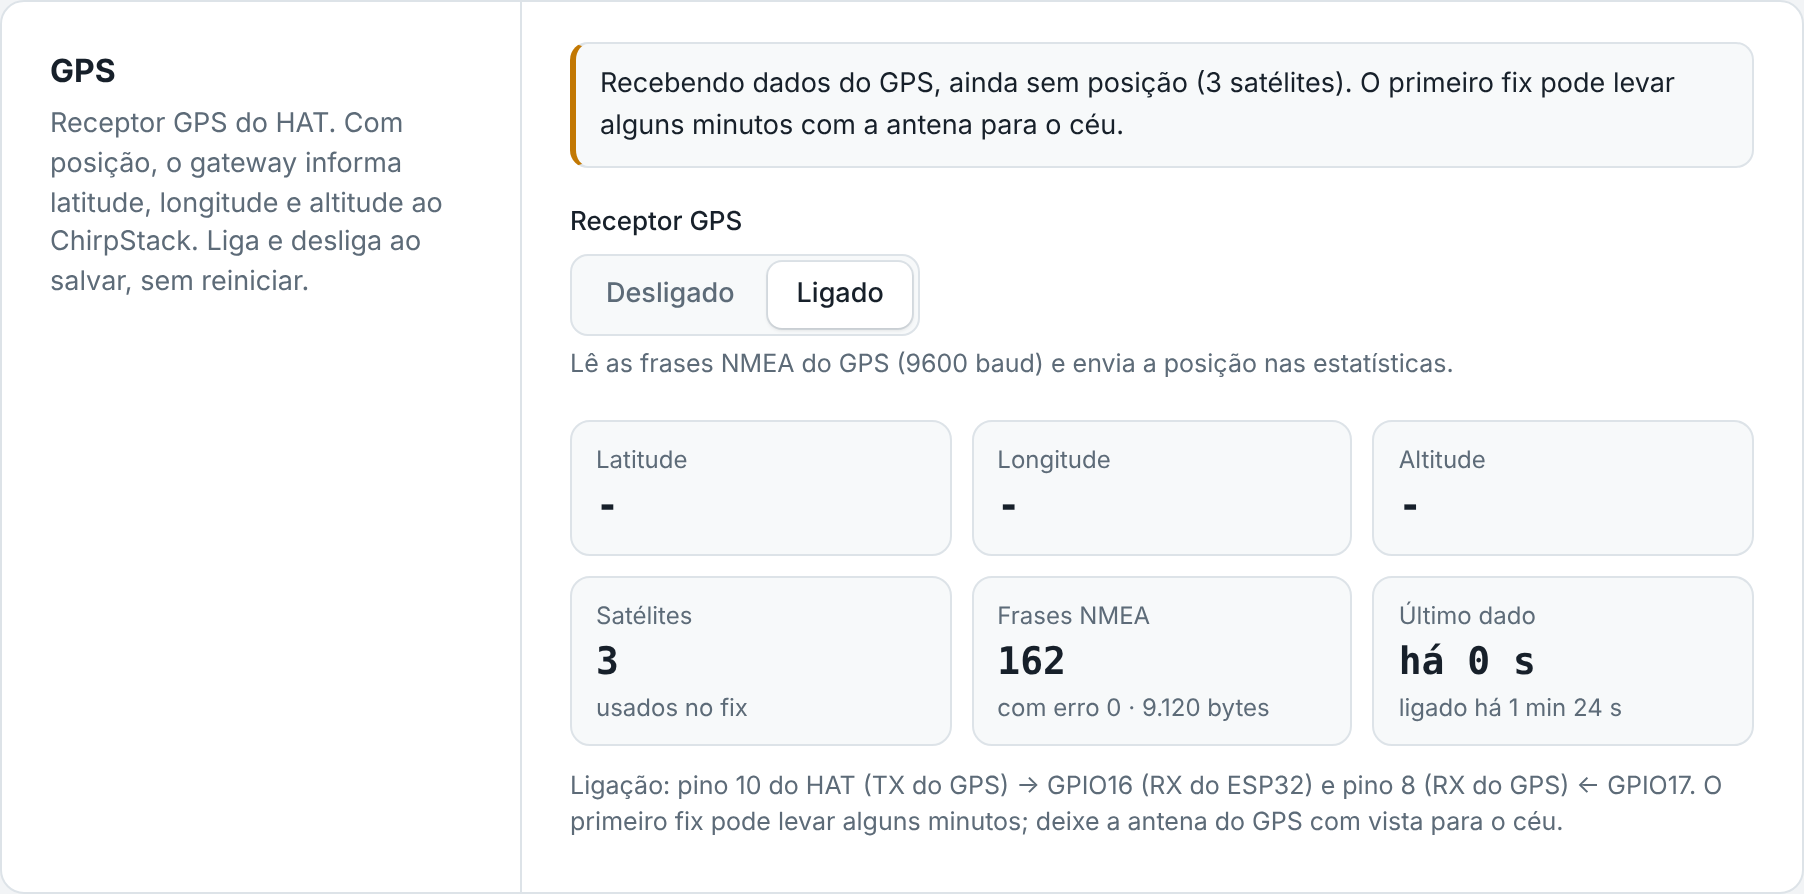 GPS
Receptor GPS do HAT. Com
posição, o gateway informa
latitude, longitude e altitude ao
ChirpStack. Liga e desliga ao
salvar, sem reiniciar.
Recebendo dados do GPS, ainda sem posição (3 satélites). O primeiro fix pode levar
alguns minutos com a antena para o céu.
Receptor GPS
Desligado Ligado
Lê as frases NMEA do GPS (9600 baud) e envia a posição nas estatísticas.
Latitude
-
Longitude
-
Altitude
-
Satélites
3
usados no fix
Frases NMEA
162
com erro 0 · 9.120 bytes
Último dado
há 0 s
ligado há 1 min 24 s
Ligação: pino 10 do HAT (TX do GPS) → GPIO16 (RX do ESP32) e pino 8 (RX do GPS) ← GPIO17. O
primeiro fix pode levar alguns minutos; deixe a antena do GPS com vista para o céu.